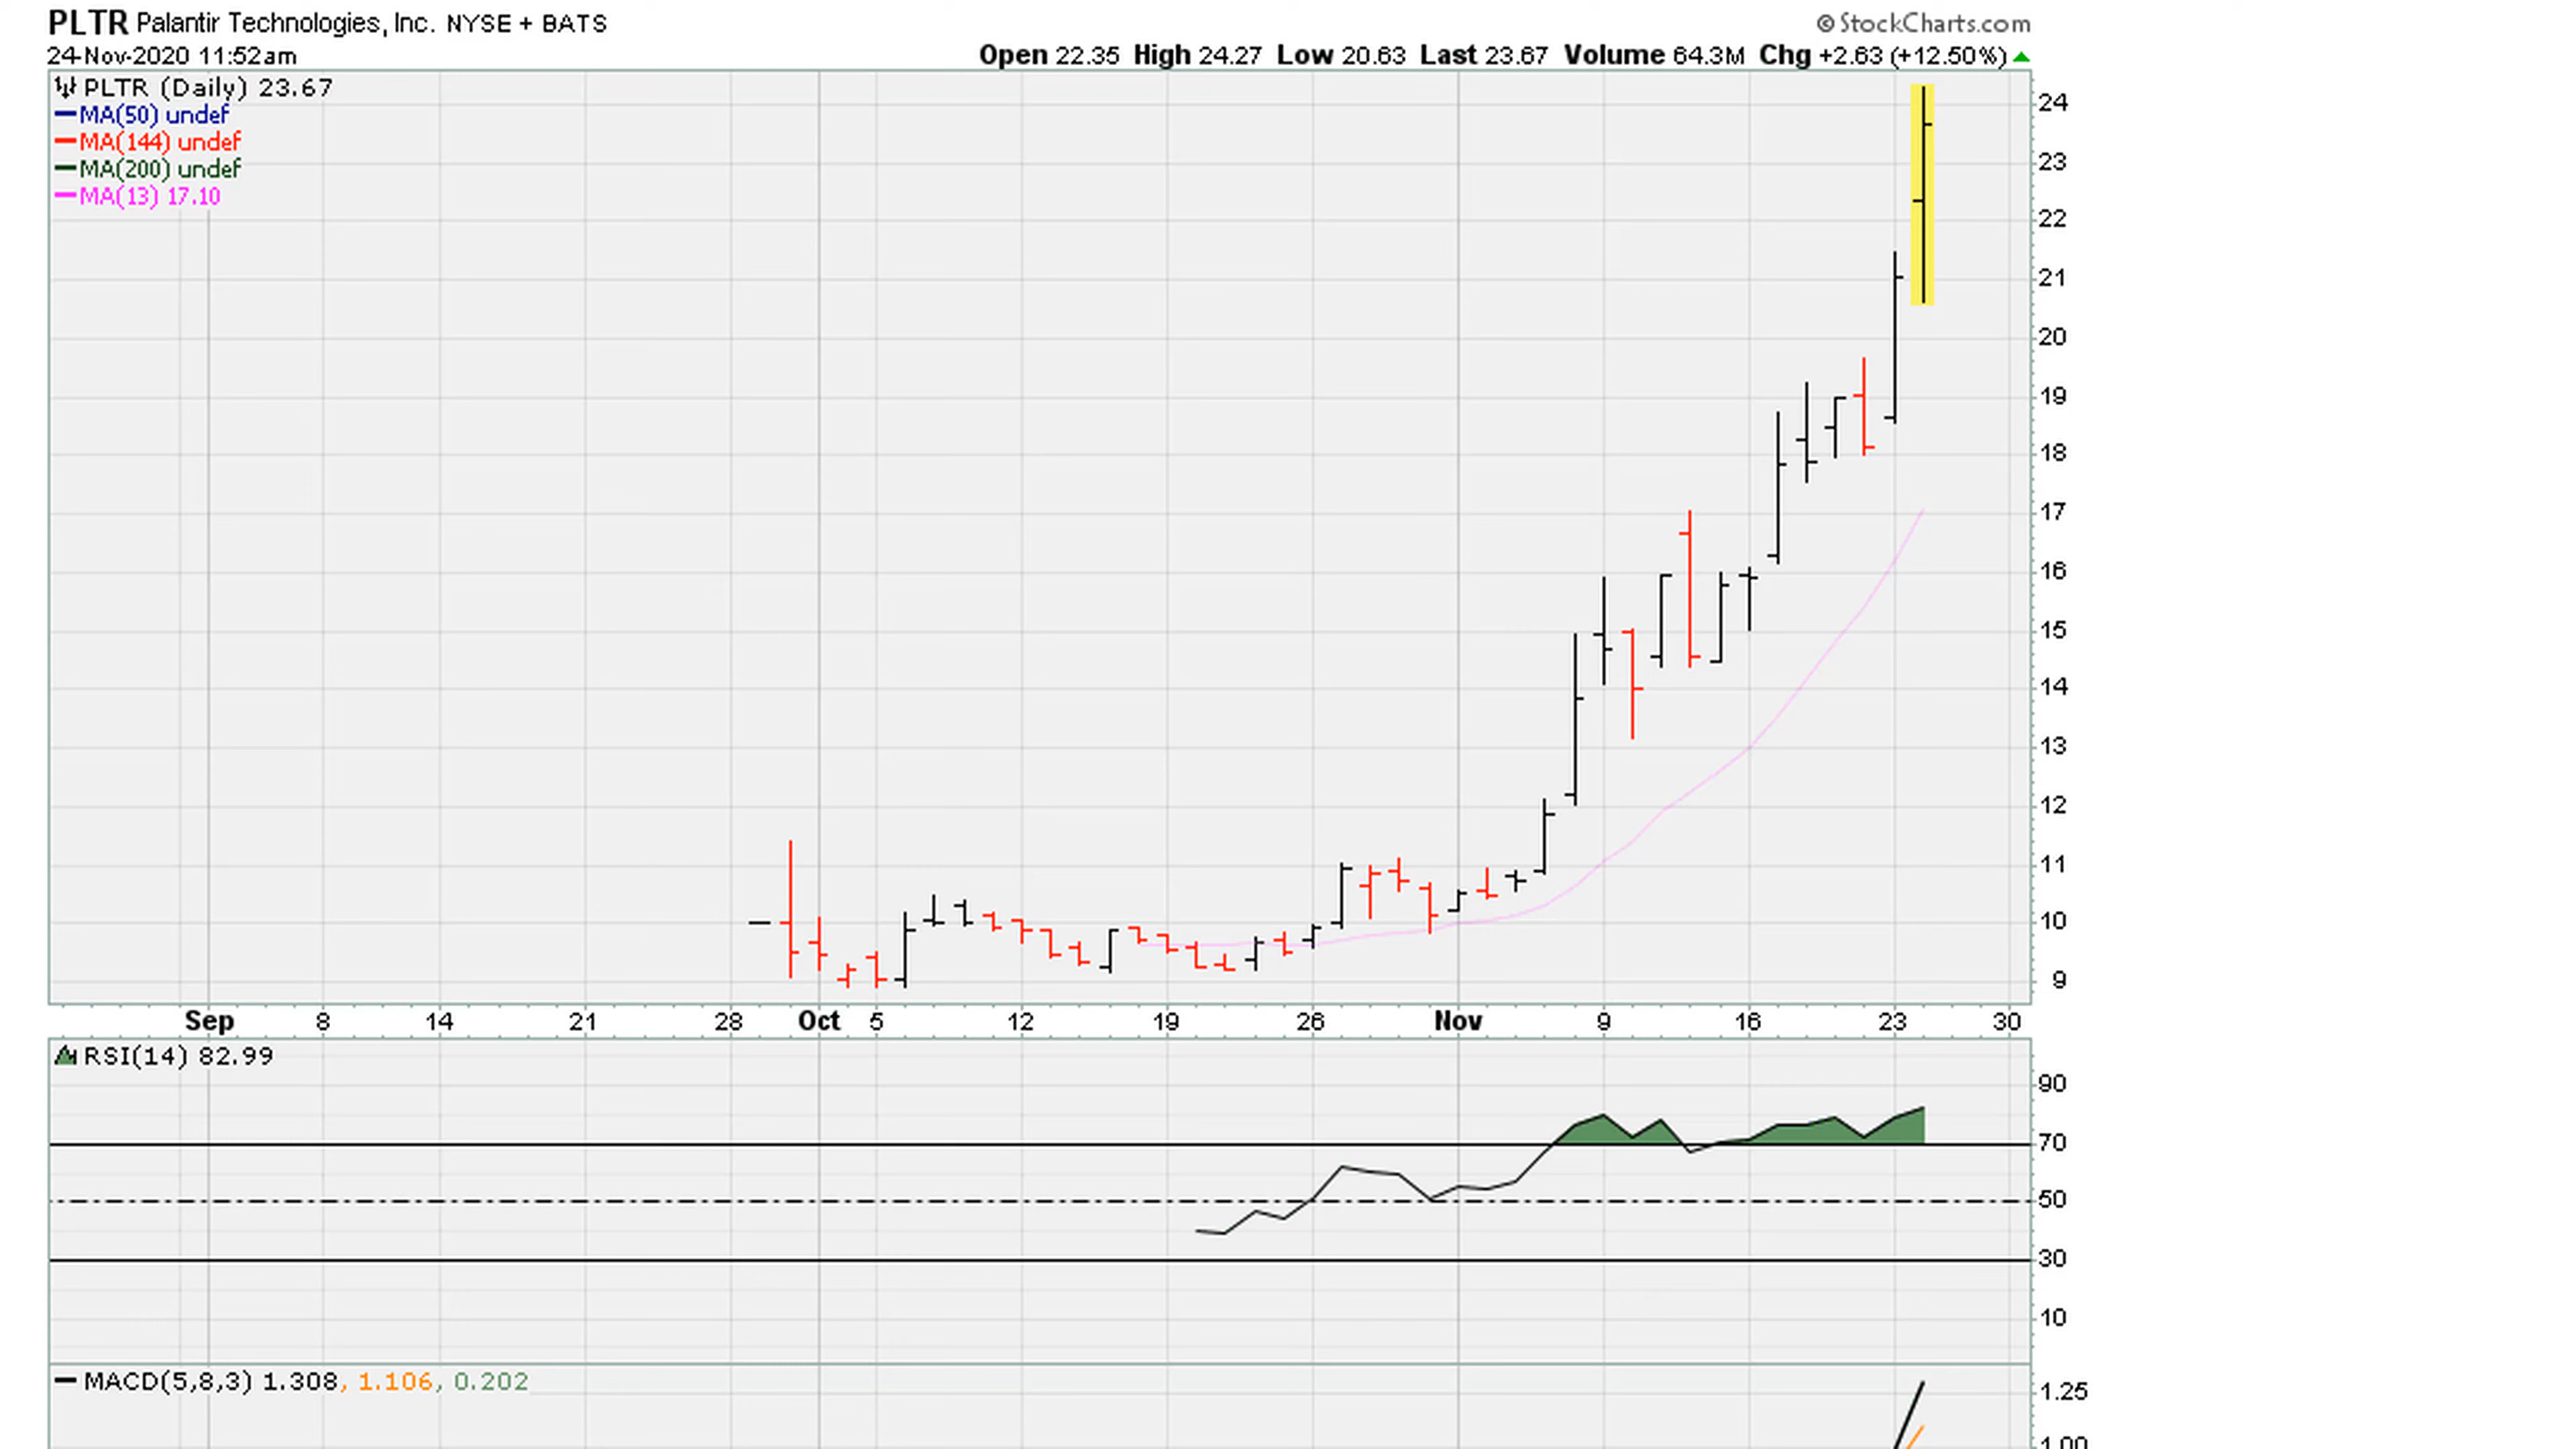 PLTR Palantir Technologies, Inc. NYSE + BATS
© StockCharts.com
24-Nov-2020 11:52am
Open 22.35 High 24.27 Low 20.63 Last 23.67 Volume 64.3M Chg +2.63 (+12.50%)
PLTR (Daily) 23.67
MA(50) undef
MA(144) undef
MA(200) undef
MA(13) 17.10
24
23
22
21
20
19
18
17
16
15
14
13
12
11
10
9
Sep 8 14 21 28 Oct 5 12 19 26 Nov 9 16 23 30
RSI(14) 82.99
90
70
50
30
10
MACD(5,8,3) 1.308, 1.106, 0.202
1.25
1.00